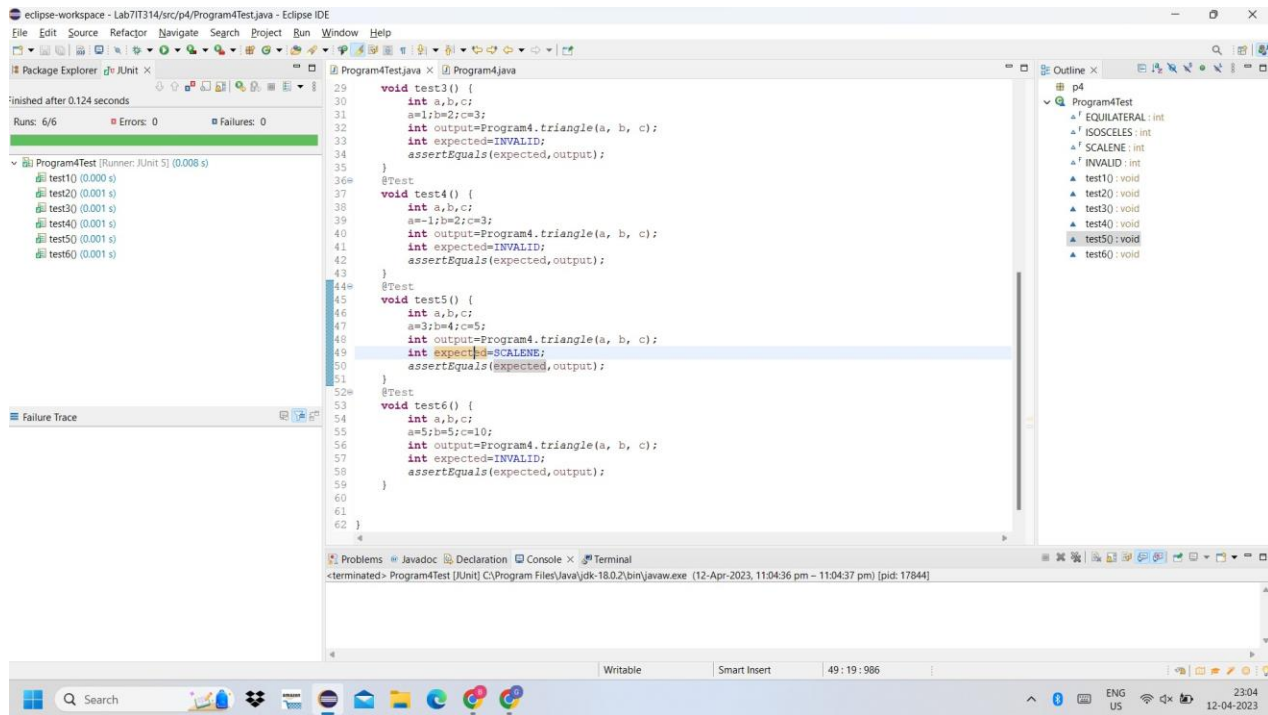 eclipse-workspace - Lab7IT314/src/p4/Program4Test.java - Eclipse IDE
File Edit Source Refactor Navigate Search Project Run Window Help
Package Explorer JUnit
Finished after 0.124 seconds
Runs: 6/6 Errors: 0 Failures: 0
Program4Test [Runner: JUnit 5] (0.008 s)
test1() (0.000 s)
test2() (0.001 s)
test3() (0.001 s)
test4() (0.001 s)
test5() (0.001 s)
test6() (0.001 s)
Failure Trace
Program4Test.java Program4.java
29 void test3() {
30 int a,b,c;
31 a=1;b=2;c=3;
32 int output=Program4.triangle(a, b, c);
33 int expected=INVALID;
34 assertEquals(expected,output);
35 }
36 @Test
37 void test4() {
38 int a,b,c;
39 a=-1;b=2;c=3;
40 int output=Program4.triangle(a, b, c);
41 int expected=INVALID;
42 assertEquals(expected,output);
43 }
44 @Test
45 void test5() {
46 int a,b,c;
47 a=3;b=4;c=5;
48 int output=Program4.triangle(a, b, c);
49 int expected=SCALENE;
50 assertEquals(expected,output);
51 }
52 @Test
53 void test6() {
54 int a,b,c;
55 a=5;b=5;c=10;
56 int output=Program4.triangle(a, b, c);
57 int expected=INVALID;
58 assertEquals(expected,output);
59 }
60
61
62 }
Outline
p4
Program4Test
EQUILATERAL : int
ISOSCELES : int
SCALENE : int
INVALID : int
test1() : void
test2() : void
test3() : void
test4() : void
test5() : void
test6() : void
Problems Javadoc Declaration Console Terminal
<terminated> Program4Test [JUnit] C:\Program Files\Java\jdk-18.0.2\bin\javaw.exe (12-Apr-2023, 11:04:36 pm – 11:04:37 pm) [pid: 17844]
Writable Smart Insert 49 : 19 : 986
Search
ENG
US
23:04
12-04-2023